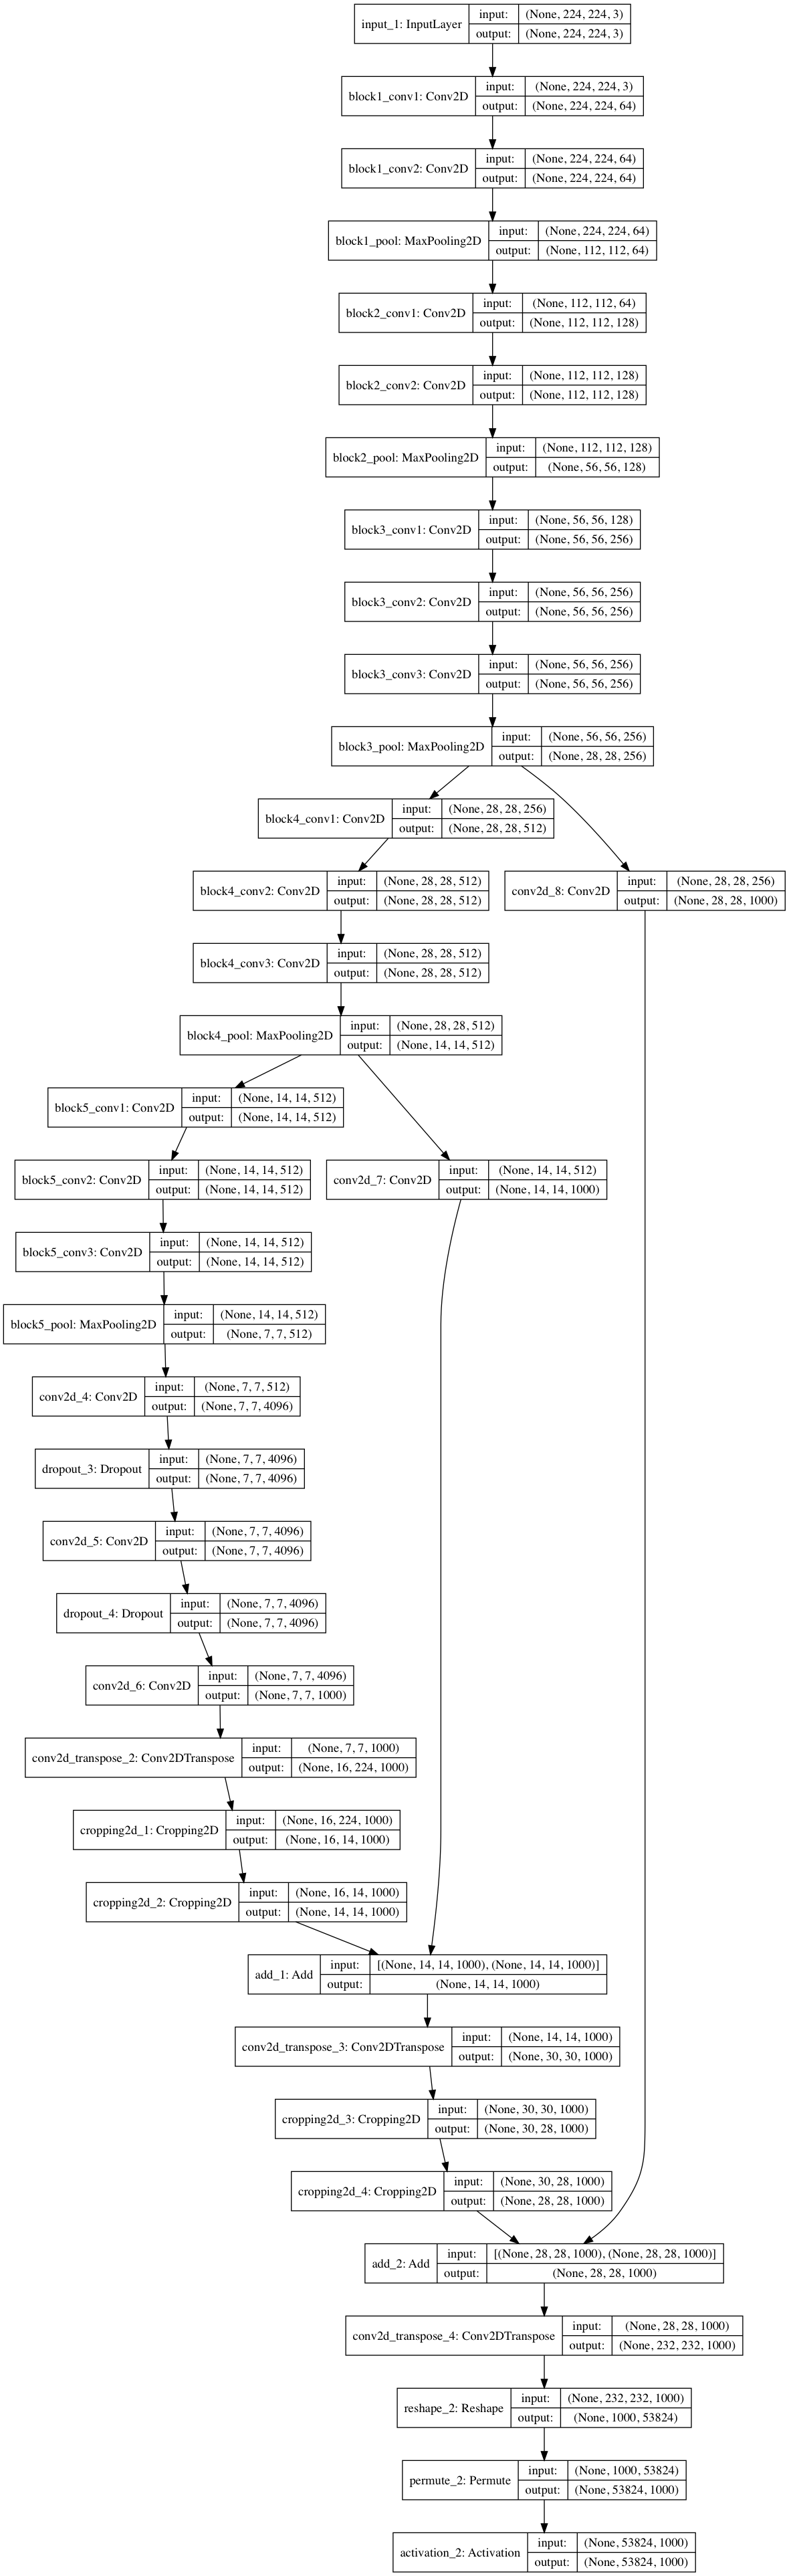 input_1: InputLayer
input:
(None, 224, 224, 3)
output:
(None, 224, 224, 3)
block1_conv1: Conv2D
input:
(None, 224, 224, 3)
output:
(None, 224, 224, 64)
block1_conv2: Conv2D
input:
(None, 224, 224, 64)
output:
(None, 224, 224, 64)
block1_pool: MaxPooling2D
input:
(None, 224, 224, 64)
output:
(None, 112, 112, 64)
block2_conv1: Conv2D
input:
(None, 112, 112, 64)
output:
(None, 112, 112, 128)
block2_conv2: Conv2D
input:
(None, 112, 112, 128)
output:
(None, 112, 112, 128)
block2_pool: MaxPooling2D
input:
(None, 112, 112, 128)
output:
(None, 56, 56, 128)
block3_conv1: Conv2D
input:
(None, 56, 56, 128)
output:
(None, 56, 56, 256)
block3_conv2: Conv2D
input:
(None, 56, 56, 256)
output:
(None, 56, 56, 256)
block3_conv3: Conv2D
input:
(None, 56, 56, 256)
output:
(None, 56, 56, 256)
block3_pool: MaxPooling2D
input:
(None, 56, 56, 256)
output:
(None, 28, 28, 256)
block4_conv1: Conv2D
input:
(None, 28, 28, 256)
output:
(None, 28, 28, 512)
block4_conv2: Conv2D
input:
(None, 28, 28, 512)
output:
(None, 28, 28, 512)
conv2d_8: Conv2D
input:
(None, 28, 28, 256)
output:
(None, 28, 28, 1000)
block4_conv3: Conv2D
input:
(None, 28, 28, 512)
output:
(None, 28, 28, 512)
block4_pool: MaxPooling2D
input:
(None, 28, 28, 512)
output:
(None, 14, 14, 512)
block5_conv1: Conv2D
input:
(None, 14, 14, 512)
output:
(None, 14, 14, 512)
block5_conv2: Conv2D
input:
(None, 14, 14, 512)
output:
(None, 14, 14, 512)
conv2d_7: Conv2D
input:
(None, 14, 14, 512)
output:
(None, 14, 14, 1000)
block5_conv3: Conv2D
input:
(None, 14, 14, 512)
output:
(None, 14, 14, 512)
block5_pool: MaxPooling2D
input:
(None, 14, 14, 512)
output:
(None, 7, 7, 512)
conv2d_4: Conv2D
input:
(None, 7, 7, 512)
output:
(None, 7, 7, 4096)
dropout_3: Dropout
input:
(None, 7, 7, 4096)
output:
(None, 7, 7, 4096)
conv2d_5: Conv2D
input:
(None, 7, 7, 4096)
output:
(None, 7, 7, 4096)
dropout_4: Dropout
input:
(None, 7, 7, 4096)
output:
(None, 7, 7, 4096)
conv2d_6: Conv2D
input:
(None, 7, 7, 4096)
output:
(None, 7, 7, 1000)
conv2d_transpose_2: Conv2DTranspose
input:
(None, 7, 7, 1000)
output:
(None, 16, 224, 1000)
cropping2d_1: Cropping2D
input:
(None, 16, 224, 1000)
output:
(None, 16, 14, 1000)
cropping2d_2: Cropping2D
input:
(None, 16, 14, 1000)
output:
(None, 14, 14, 1000)
add_1: Add
input:
[(None, 14, 14, 1000), (None, 14, 14, 1000)]
output:
(None, 14, 14, 1000)
conv2d_transpose_3: Conv2DTranspose
input:
(None, 14, 14, 1000)
output:
(None, 30, 30, 1000)
cropping2d_3: Cropping2D
input:
(None, 30, 30, 1000)
output:
(None, 30, 28, 1000)
cropping2d_4: Cropping2D
input:
(None, 30, 28, 1000)
output:
(None, 28, 28, 1000)
add_2: Add
input:
[(None, 28, 28, 1000), (None, 28, 28, 1000)]
output:
(None, 28, 28, 1000)
conv2d_transpose_4: Conv2DTranspose
input:
(None, 28, 28, 1000)
output:
(None, 232, 232, 1000)
reshape_2: Reshape
input:
(None, 232, 232, 1000)
output:
(None, 1000, 53824)
permute_2: Permute
input:
(None, 1000, 53824)
output:
(None, 53824, 1000)
activation_2: Activation
input:
(None, 53824, 1000)
output:
(None, 53824, 1000)